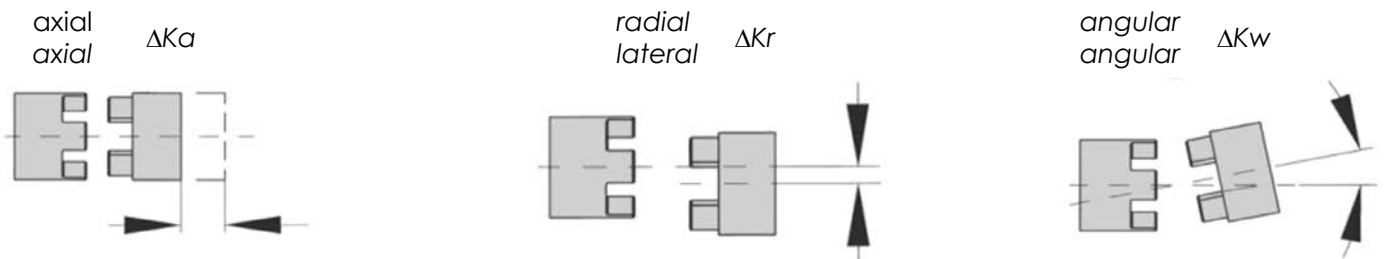 axial
axial
ΔKa
radial
lateral
ΔKr
angular
angular
ΔKw